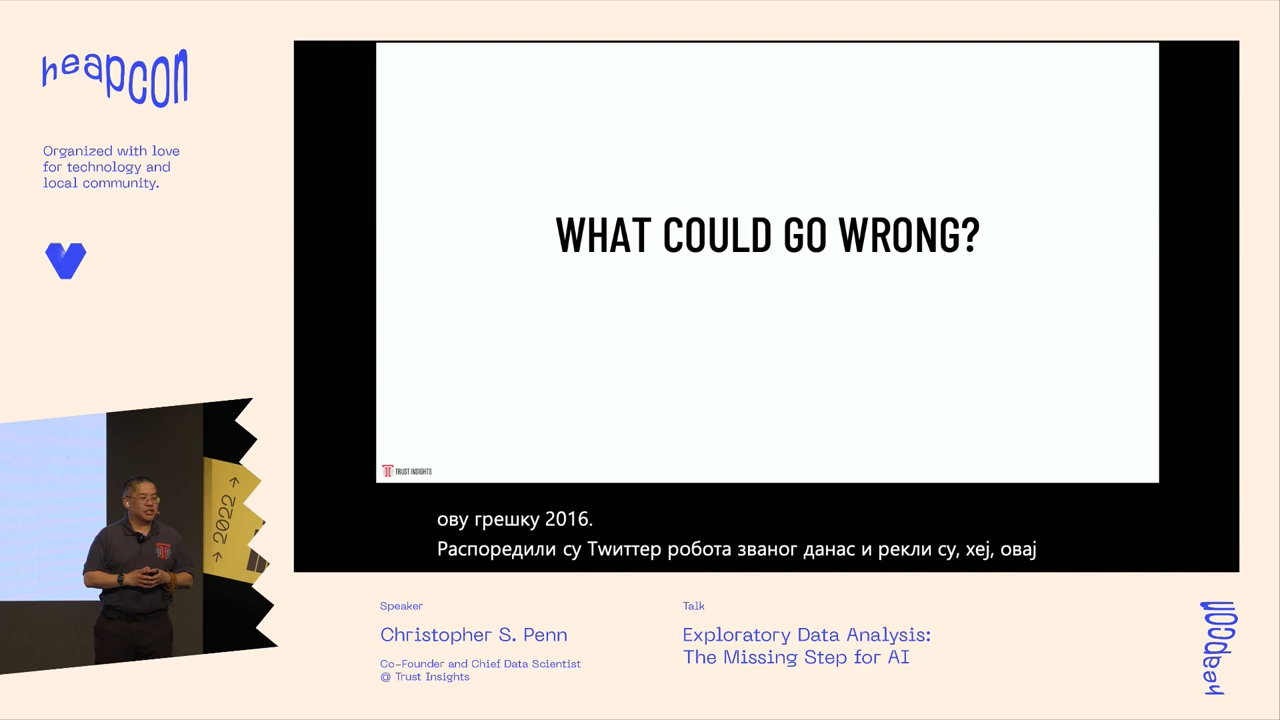 heapcon
Organized with love
for technology and
local community.
WHAT COULD GO WRONG?
TRUST INSIGHTS
ову грешку 2016.
Распоредили су Тwиттер робота званог данас и рекли су, хеј, овај
→ 2022 →
Speaker
Christopher S. Penn
Co-Founder and Chief Data Scientist
@ Trust Insights
Talk
Exploratory Data Analysis:
The Missing Step for AI
heapcon